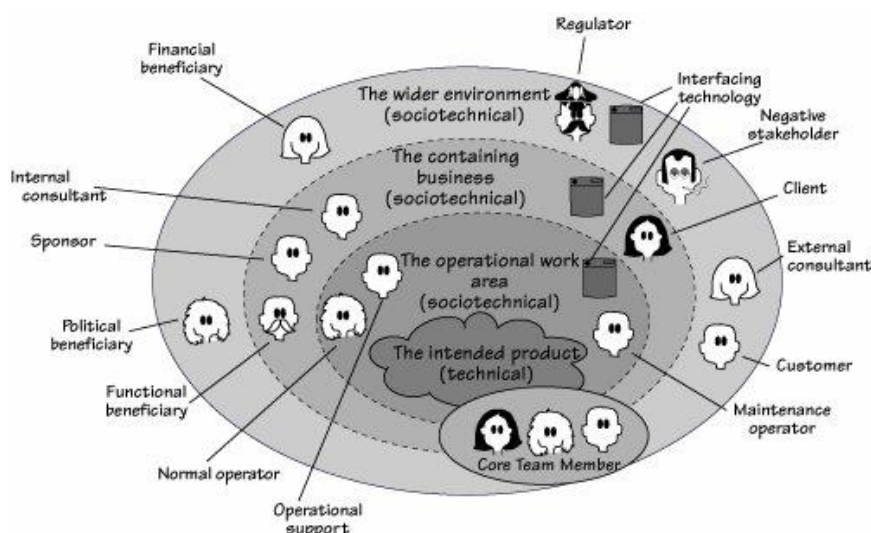 Regulator
Financial
beneficiary
Interfacing
technology
The wider environment
(sociotechnical)
Negative
stakeholder
The containing
business
(sociotechnical)
Internal
consultant
Client
Sponsor
External
consultant
The operational work
area
(sociotechnical)
Political
beneficiary
The intended product
(technical)
Customer
Functional
beneficiary
Maintenance
operator
Normal operator
Core Team Member
Operational
support